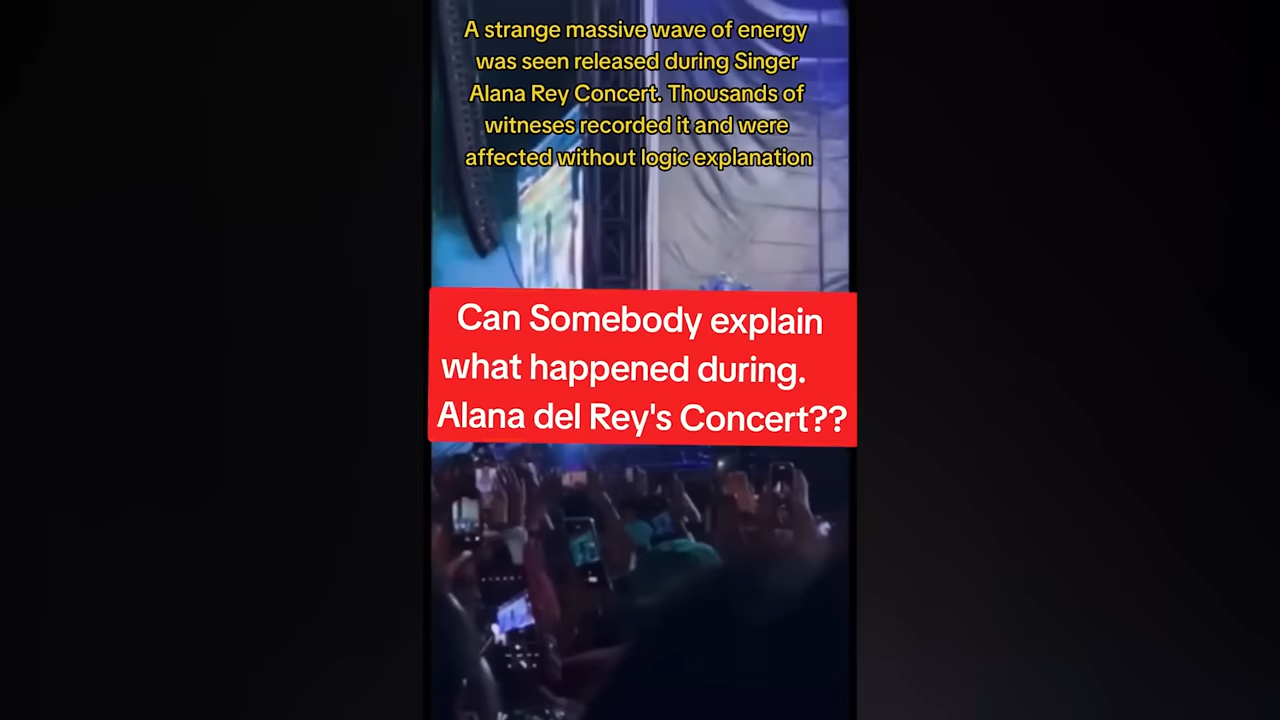 A strange massive wave of energy
was seen released during Singer
Alana Rey Concert. Thousands of
witneses recorded it and were
affected without logic explanation
Can Somebody explain
what happened during.
Alana del Rey's Concert??